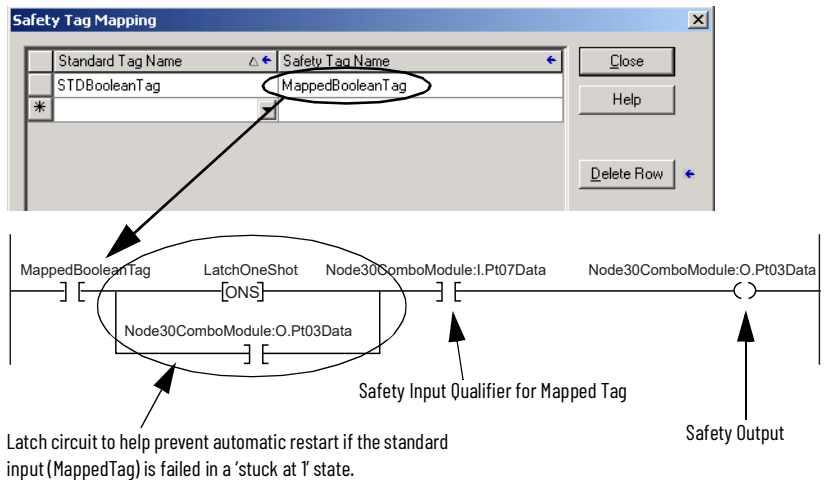 Safety Tag Mapping
Standard Tag Name
Safety Tag Name
Close
STDBooleanTag
MappedBooleanTag
Help
Delete Row
MappedBooleanTag
LatchOneShot
Node30ComboModule:I.Pt07Data
Node30ComboModule:O.Pt03Data
ONS
Node30ComboModule:O.Pt03Data
Safety Input Qualifier for Mapped Tag
Safety Output
Latch circuit to help prevent automatic restart if the standard
input (MappedTag) is failed in a ‘stuck at 1’ state.